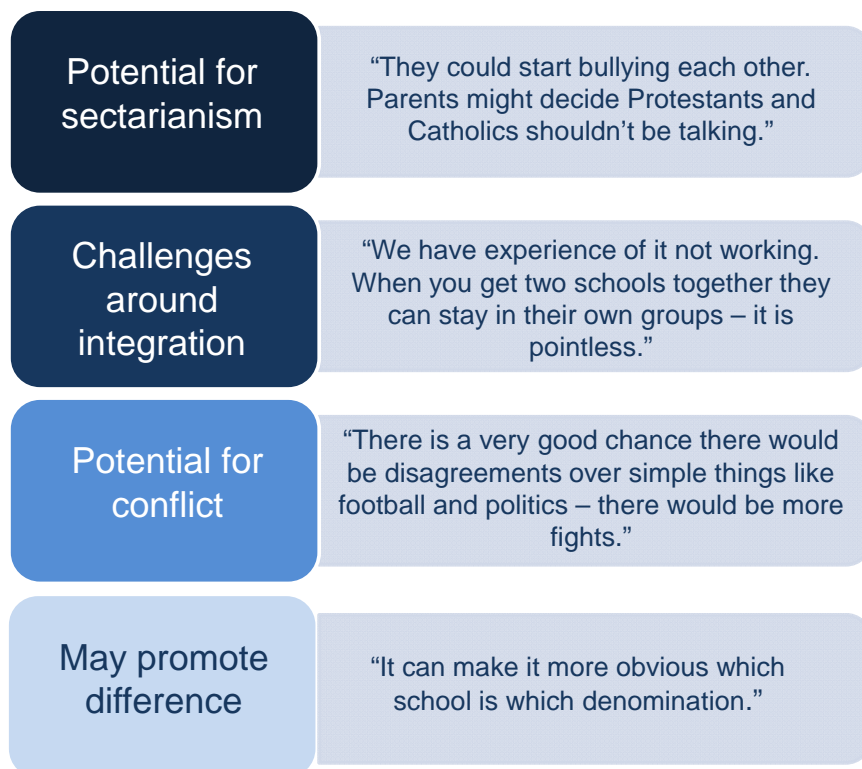 Potential for
sectarianism
“They could start bullying each other.
Parents might decide Protestants and
Catholics shouldn’t be talking.”
Challenges
around
integration
“We have experience of it not working.
When you get two schools together they
can stay in their own groups – it is
pointless.”
Potential for
conflict
“There is a very good chance there would
be disagreements over simple things like
football and politics – there would be more
fights.”
May promote
difference
“It can make it more obvious which
school is which denomination.”